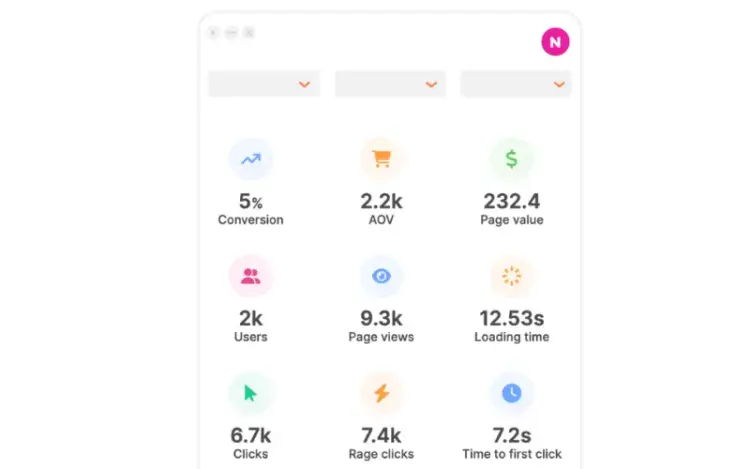 N
5% 2.2k 232.4
Conversion AOV Page value
2k 9.3k 12.53s
Users Page views Loading time
6.7k 7.4k 7.2s
Clicks Rage clicks Time to first click